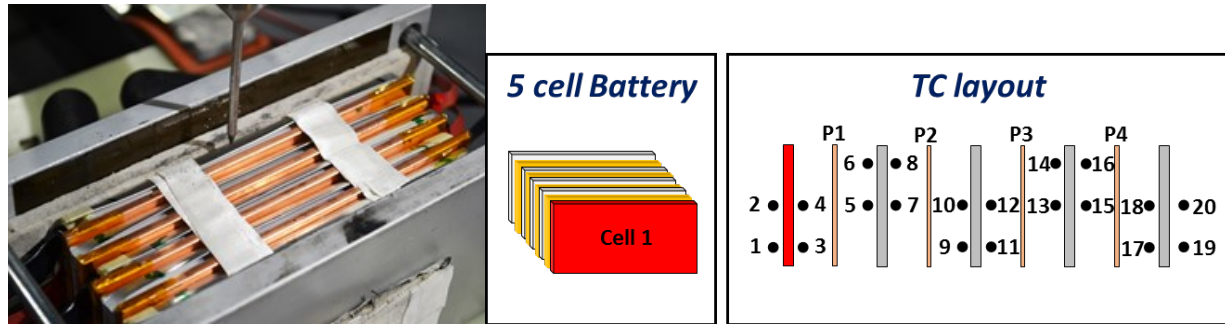 5 cell Battery
Cell 1
TC layout
P1 P2 P3 P4
6 8 14 16
2 4 5 7 10 12 13 15 18 20
1 3 9 11 17 19